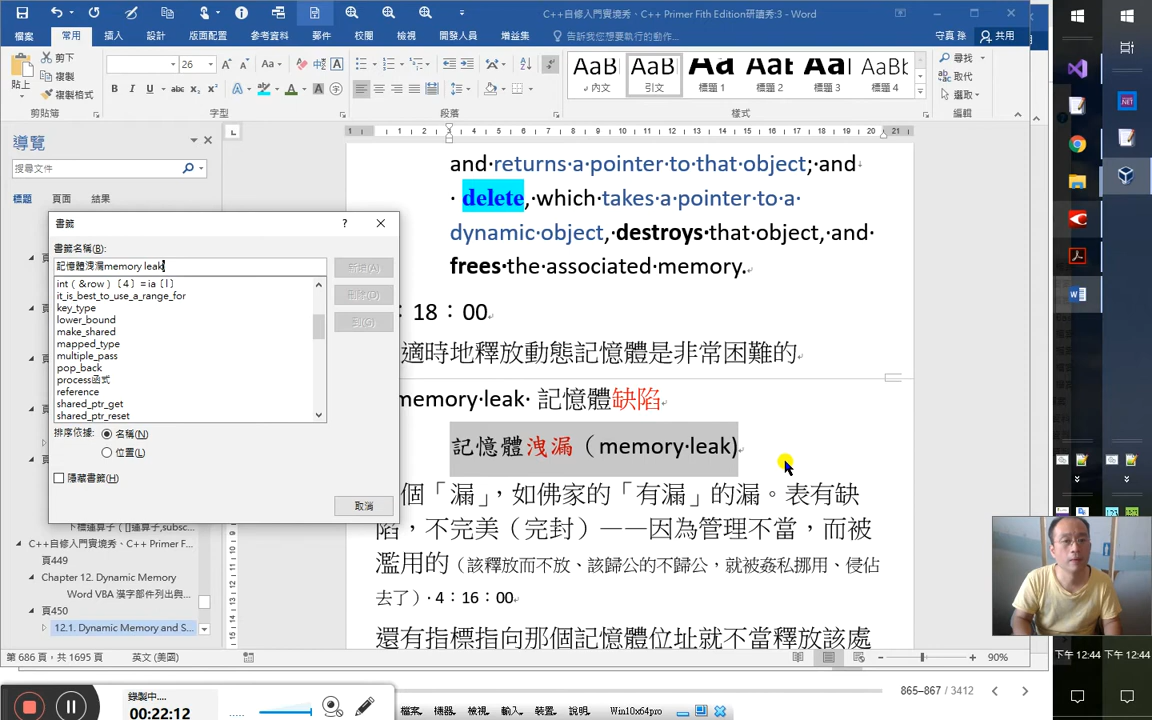 C++自修入門實境秀、C++ Primer Fith Edition研讀秀:3 - Word
檔案 常用 插入 設計 版面配置 參考資料 郵件 校閱 檢視 開發人員 增益集 告訴我您想要執行的動作... 守真 孫 共用
貼上 剪下 複製 複製格式 剪貼簿
26 字型
段落
AaB 內文 AaB 引文 Aa 標題 1 AaB 標題 2 AaB 標題 3 AaBb 標題 4 樣式
尋找 取代 選取 編輯
導覽
搜尋文件
標題 頁面 結果
書籤
書籤名稱(B):
記憶體洩漏memory leak
新增(A)
刪除(D)
到(G)
int（&row）〔4〕=ia〔l〕
it_is_best_to_use_a_range_for
key_type
lower_bound
make_shared
mapped_type
multiple_pass
pop_back
process函式
reference
shared_ptr_get
shared_ptr_reset
排序依據: 名稱(N)
位置(L)
隱藏書籤(H)
取消
C++自修入門實境秀、C++ Primer F...
頁449
Chapter 12. Dynamic Memory
Word VBA 漢字部件列出與...
頁450
12.1. Dynamic Memory and S...
and returns a pointer to that object; and
delete, which takes a pointer to a
dynamic object, destroys that object, and
frees the associated memory.
：18：00
適時地釋放動態記憶體是非常困難的
memory leak 記憶體缺陷
記憶體洩漏（memory leak)
個「漏」，如佛家的「有漏」的漏。表有缺
陷，不完美（完封）——因為管理不當，而被
濫用的（該釋放而不放、該歸公的不歸公，就被姦私挪用、侵佔
去了）4：16：00
還有指標指向那個記憶體位址就不當釋放該處
第 686 頁，共 1695 頁 英文 (美國) 90%
錄製中....
00:22:12
865–867 / 3412
檔案 機器 檢視 輸入 裝置 說明 Win10x64pro
下午 12:44 下午 12:44